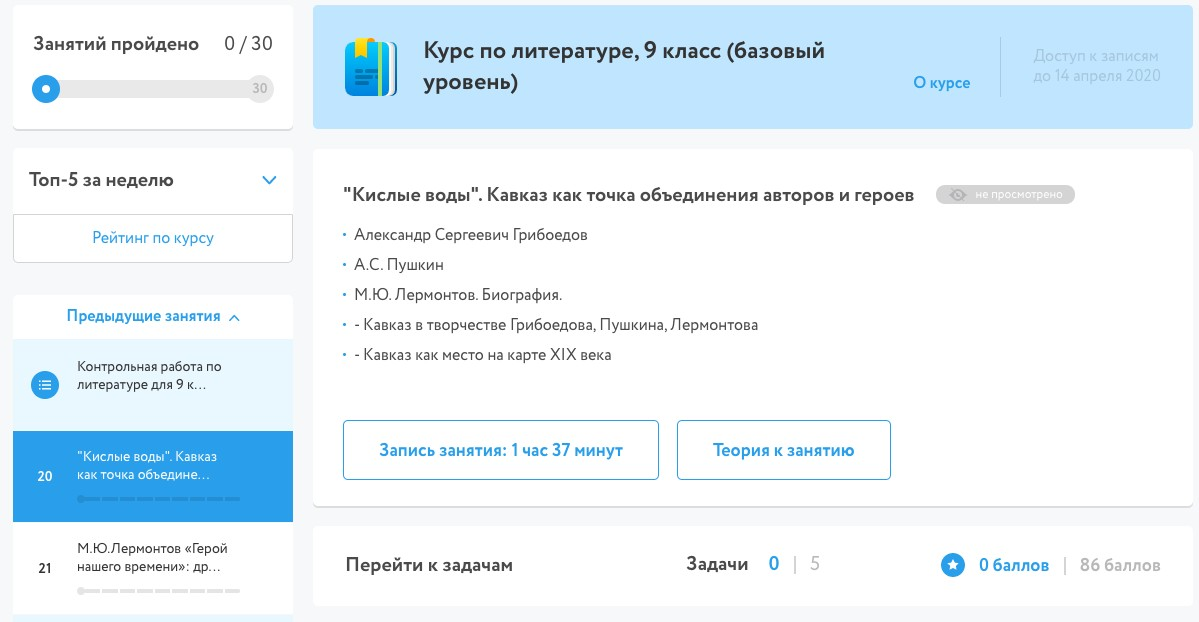 Занятий пройдено 0 / 30
30
Топ-5 за неделю
Рейтинг по курсу
Предыдущие занятия
Контрольная работа по
литературе для 9 к...
20
"Кислые воды". Кавказ
как точка объедине...
21
М.Ю.Лермонтов «Герой
нашего времени»: др...
Курс по литературе, 9 класс (базовый
уровень)
О курсе
Доступ к записям
до 14 апреля 2020
"Кислые воды". Кавказ как точка объединения авторов и героев не просмотрено
• Александр Сергеевич Грибоедов
• А.С. Пушкин
• М.Ю. Лермонтов. Биография.
• - Кавказ в творчестве Грибоедова, Пушкина, Лермонтова
• - Кавказ как место на карте XIX века
Запись занятия: 1 час 37 минут
Теория к занятию
Перейти к задачам Задачи 0 | 5 0 баллов | 86 баллов